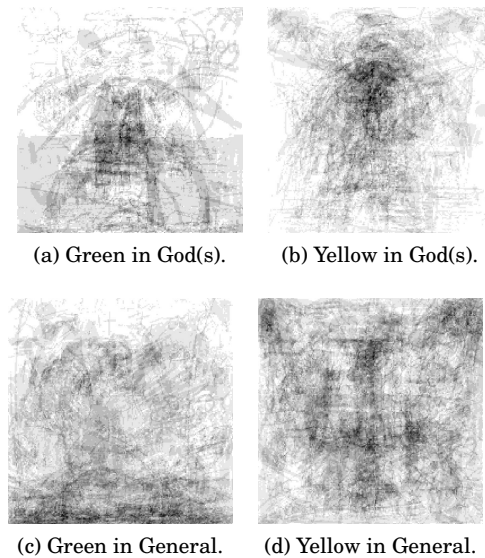 (a) Green in God(s).
(b) Yellow in God(s).
(c) Green in General.
(d) Yellow in General.